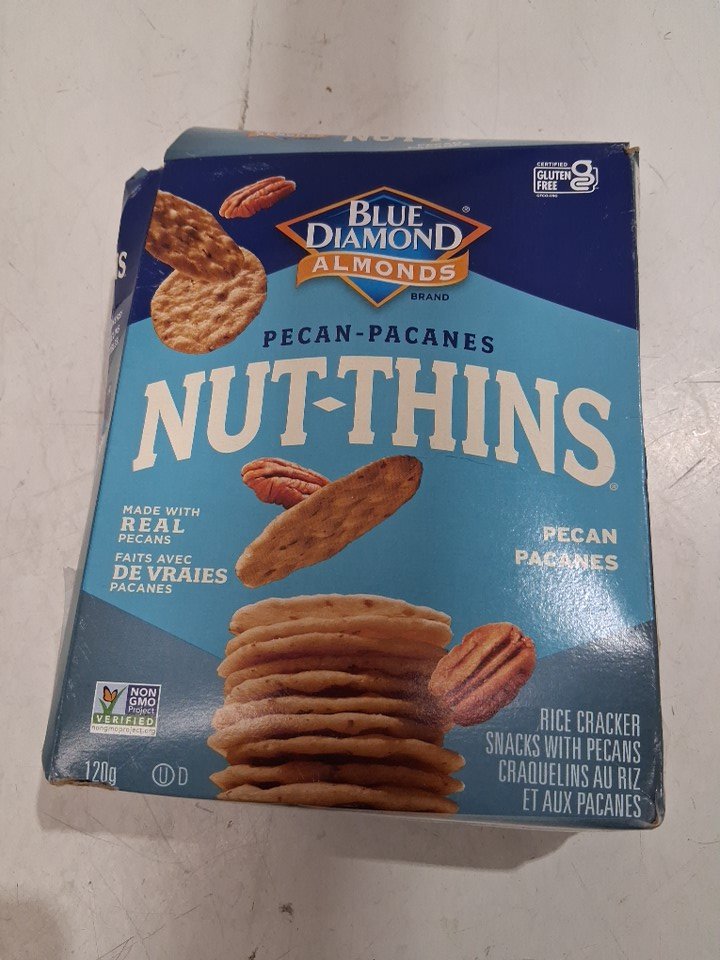 CERTIFIED
GLUTEN
FREE
BLUE
DIAMOND®
ALMONDS
BRAND
S
PECAN-PACANES
NUT-THINS®
MADE WITH
REAL
PECANS
FAITS AVEC
DE VRAIES
PACANES
PECAN
PACANES
NON
GMO
Project
VERIFIED
nongmoproject.org
RICE CRACKER
SNACKS WITH PECANS
CRAQUELINS AU RIZ
ET AUX PACANES
120g
U D